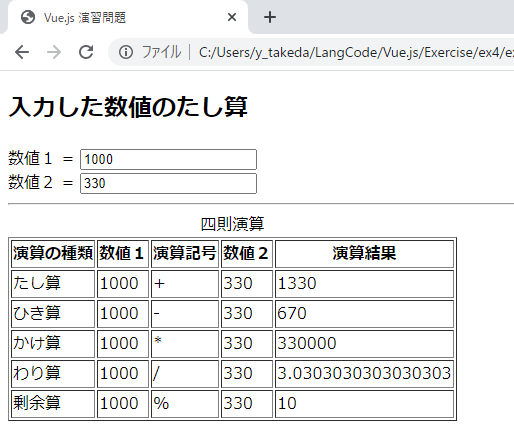 Vue.js 演習問題
ファイル | C:/Users/y_takeda/LangCode/Vue.js/Exercise/ex4/e
入力した数値のたし算
数値１ = 1000
数値２ = 330
四則演算
演算の種類 数値１ 演算記号 数値２ 演算結果
たし算 1000 + 330 1330
ひき算 1000 - 330 670
かけ算 1000 * 330 330000
わり算 1000 / 330 3.0303030303030303
剰余算 1000 % 330 10